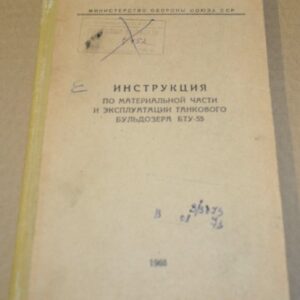 МИНИСТЕРСТВО ОБОРОНЫ СОЮЗА ССР
ИНСТРУКЦИЯ
ПО МАТЕРИАЛЬНОЙ ЧАСТИ
И ЭКСПЛУАТАЦИИ ТАНКОВОГО
БУЛЬДОЗЕРА БТУ-55
В
1968